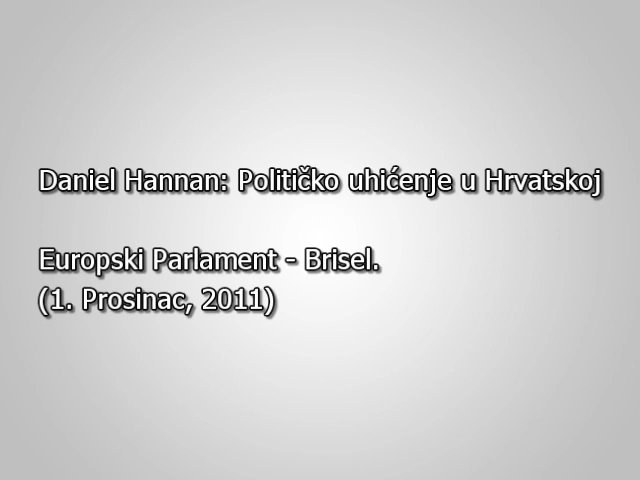 Daniel Hannan: Političko uhićenje u Hrvatskoj
Europski Parlament - Brisel.
(1. Prosinac, 2011)